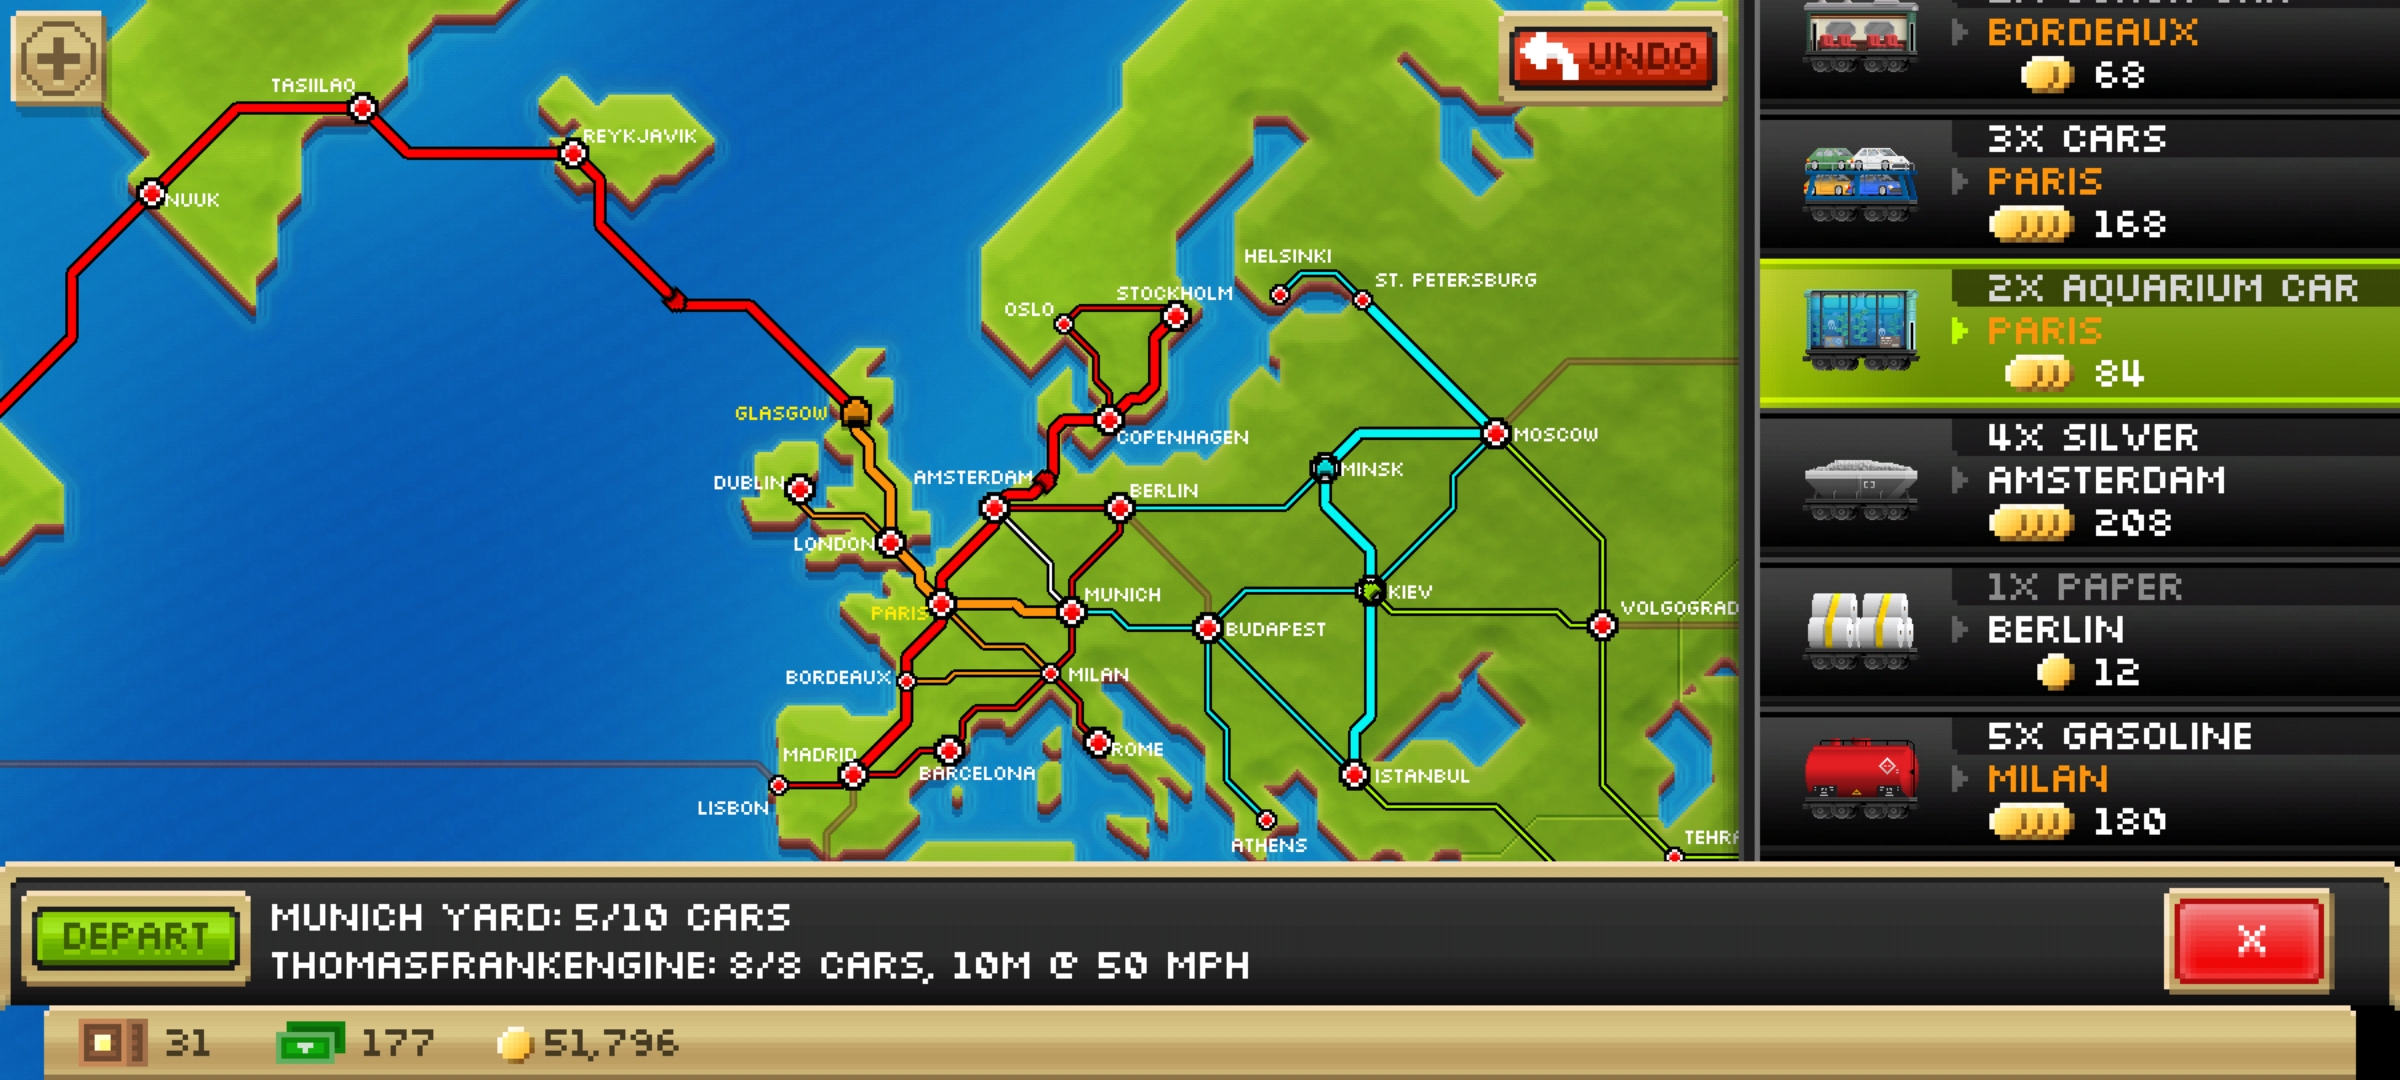 TASIILAQ
REYKJAVIK
NUUK
UNDO
HELSINKI
ST. PETERSBURG
STOCKHOLM
OSLO
GLASGOW
COPENHAGEN
MOSCOW
MINSK
AMSTERDAM
DUBLIN
BERLIN
LONDON
MUNICH
KIEV
PARIS
VOLGOGRAD
BUDAPEST
BORDEAUX
MILAN
MADRID
ROME
BARCELONA
ISTANBUL
LISBON
ATHENS
TEHRA
BORDEAUX
68
3X CARS
PARIS
168
2X AQUARIUM CAR
PARIS
84
4X SILVER
AMSTERDAM
208
1X PAPER
BERLIN
12
5X GASOLINE
MILAN
180
DEPART
MUNICH YARD: 5/10 CARS
THOMASFRANKENGINE: 8/8 CARS, 10M @ 50 MPH
X
31
177
51,796